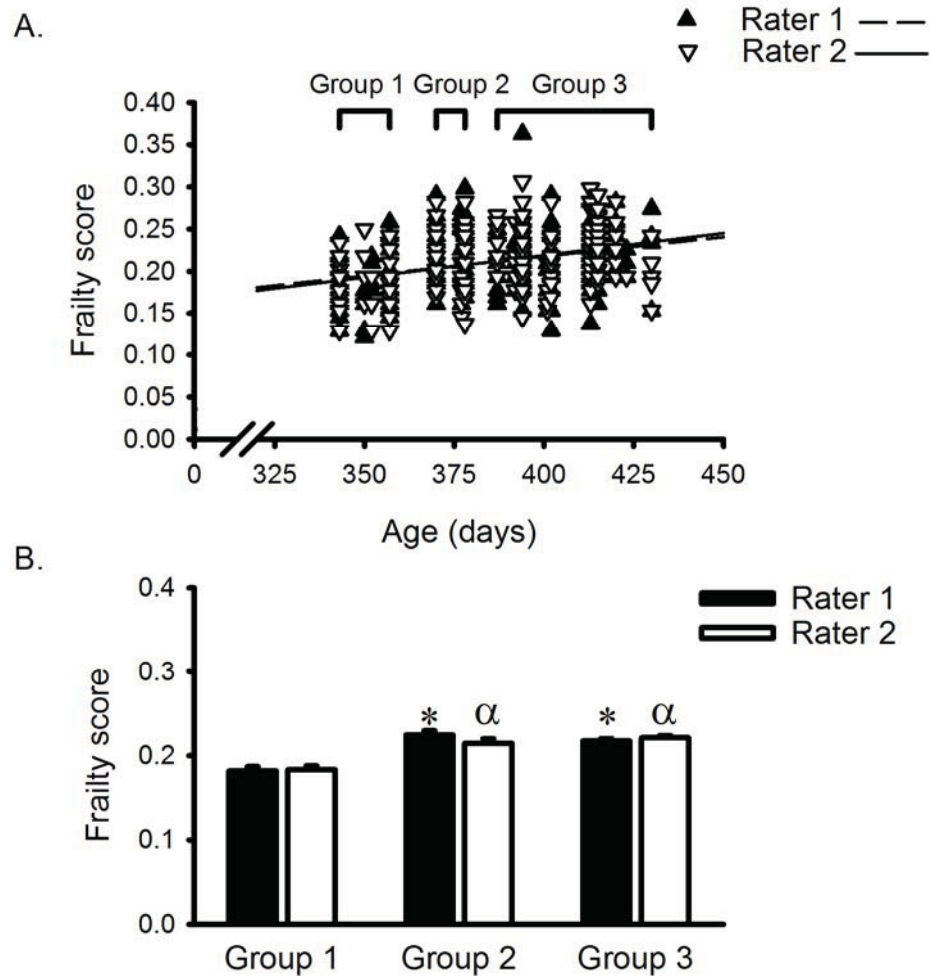 A.
Rater 1
Rater 2
Group 1 Group 2 Group 3
0.40
0.35
0.30
0.25
0.20
0.15
0.10
0.05
0.00
Frailty score
0 325 350 375 400 425 450
Age (days)
B.
Rater 1
Rater 2
0.4
0.3
0.2
0.1
0.0
Frailty score
* α * α
Group 1 Group 2 Group 3